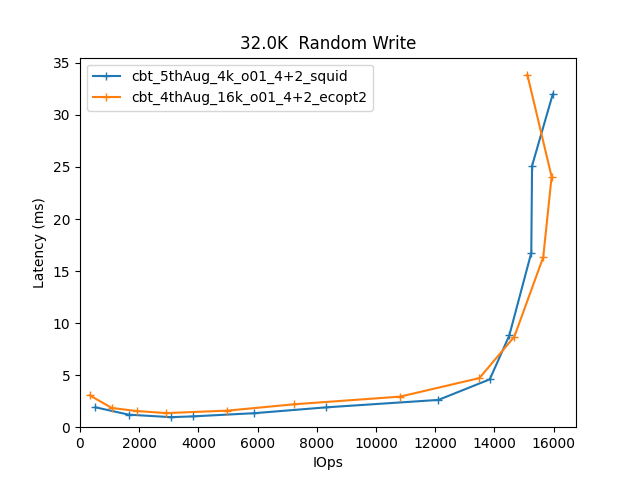 32.0K  Random Write
cbt_5thAug_4k_o01_4+2_squid
cbt_4thAug_16k_o01_4+2_ecopt2
35
30
25
20
15
10
5
0
Latency (ms)
0 2000 4000 6000 8000 10000 12000 14000 16000
IOps